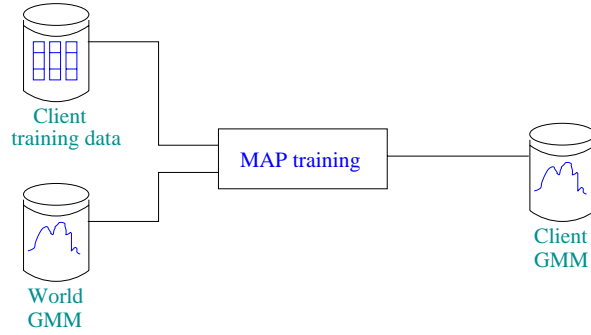 Client
training data
MAP training
World
GMM
Client
GMM